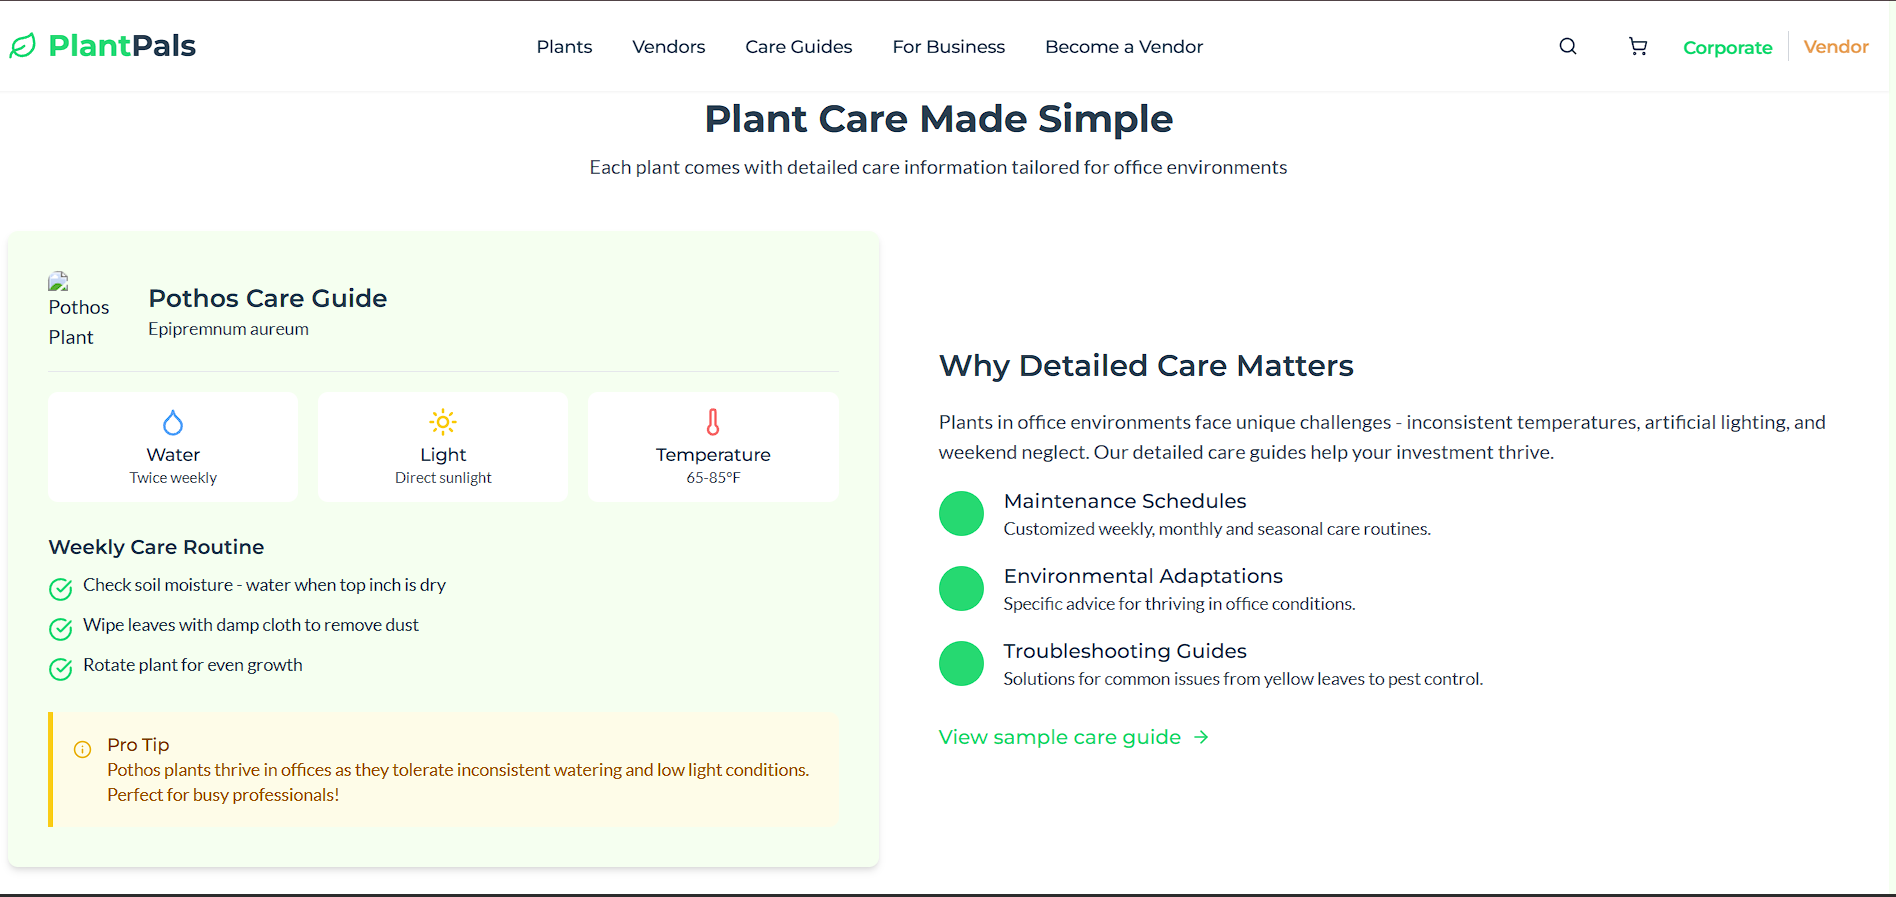 PlantPals
Plants Vendors Care Guides For Business Become a Vendor
Corporate Vendor
Plant Care Made Simple
Each plant comes with detailed care information tailored for office environments
Pothos
Plant
Pothos Care Guide
Epipremnum aureum
Water
Twice weekly
Light
Direct sunlight
Temperature
65-85°F
Weekly Care Routine
Check soil moisture - water when top inch is dry
Wipe leaves with damp cloth to remove dust
Rotate plant for even growth
Pro Tip
Pothos plants thrive in offices as they tolerate inconsistent watering and low light conditions.
Perfect for busy professionals!
Why Detailed Care Matters
Plants in office environments face unique challenges - inconsistent temperatures, artificial lighting, and
weekend neglect. Our detailed care guides help your investment thrive.
Maintenance Schedules
Customized weekly, monthly and seasonal care routines.
Environmental Adaptations
Specific advice for thriving in office conditions.
Troubleshooting Guides
Solutions for common issues from yellow leaves to pest control.
View sample care guide →